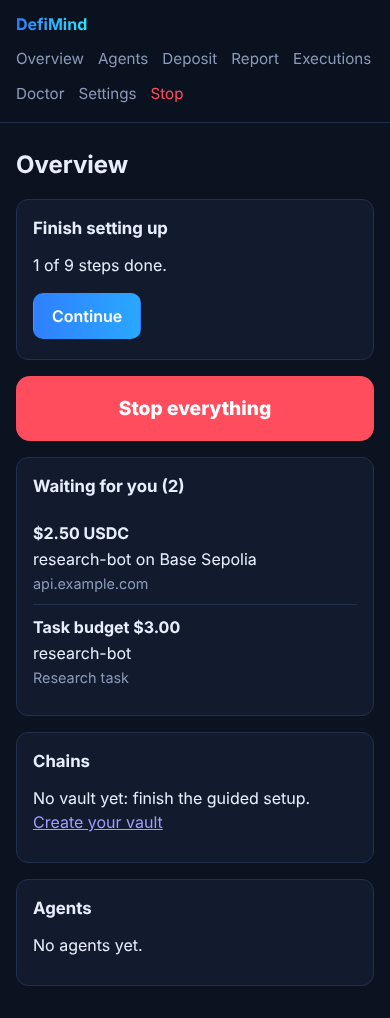 DefiMind
Overview Agents Deposit Report Executions
Doctor Settings Stop
Overview
Finish setting up
1 of 9 steps done.
Continue
Stop everything
Waiting for you (2)
$2.50 USDC
research-bot on Base Sepolia
api.example.com
Task budget $3.00
research-bot
Research task
Chains
No vault yet: finish the guided setup.
Create your vault
Agents
No agents yet.